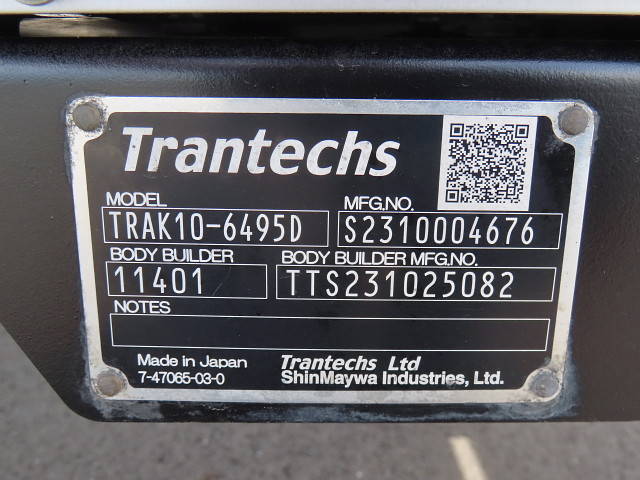 Trantechs
MODEL MFG.NO.
TRAK10-6495D S2310004676
BODY BUILDER BODY BUILDER MFG.NO.
11401 TTS231025082
NOTES
Made in Japan Trantechs Ltd
7-47065-03-0 ShinMaywa Industries, Ltd.